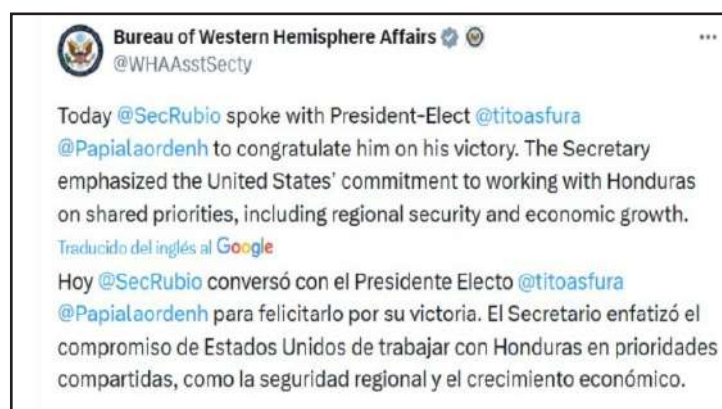 Bureau of Western Hemisphere Affairs
@WHAAsstSecty
Today @SecRubio spoke with President-Elect @titoasfura
@Papialaordenh to congratulate him on his victory. The Secretary
emphasized the United States' commitment to working with Honduras
on shared priorities, including regional security and economic growth.
Traducido del inglés al Google
Hoy @SecRubio conversó con el Presidente Electo @titoasfura
@Papialaordenh para felicitarlo por su victoria. El Secretario enfatizó el
compromiso de Estados Unidos de trabajar con Honduras en prioridades
compartidas, como la seguridad regional y el crecimiento económico.